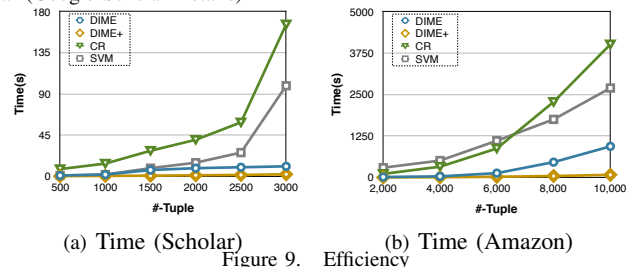 (Google Scholar
180
90
45
0
Time(s)
DIME
DIME+
CR
SVM
500 1000 1500 2000 2500 3000
#-Tuple
(a) Time (Scholar)
5000
2500
1250
0
Time(s)
DIME
DIME+
CR
SVM
2,000 4,000 6,000 8,000 10,000
#-Tuple
(b) Time (Amazon)
Figure 9. Efficiency